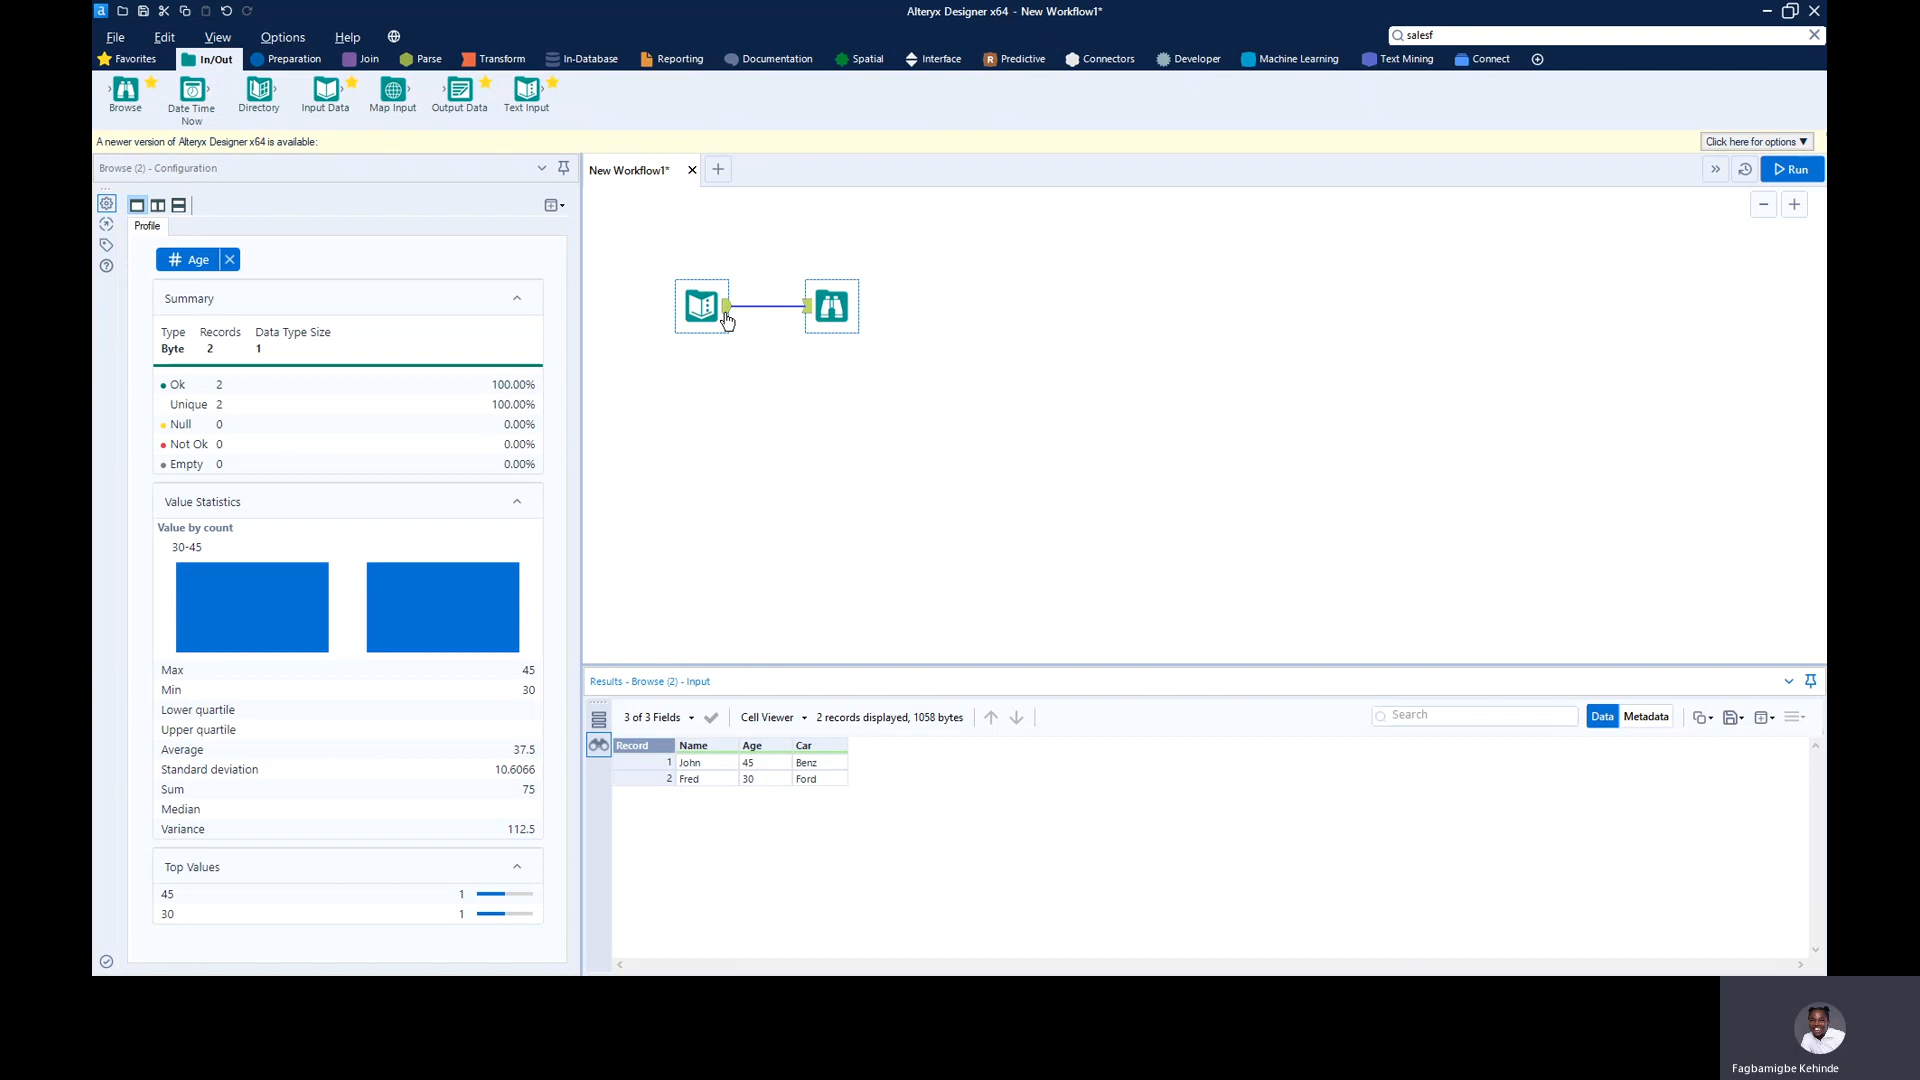 Alteryx Designer x64 - New Workflow1*
File Edit View Options Help
salesf
Favorites In/Out Preparation Join Parse Transform In-Database Reporting Documentation Spatial Interface Predictive Connectors Developer Machine Learning Text Mining Connect
Browse Date Time Now Directory Input Data Map Input Output Data Text Input
A newer version of Alteryx Designer x64 is available:
Click here for options ▼
Browse (2) - Configuration
New Workflow1*
Run
Profile
# Age
Summary
Type Records Data Type Size
Byte 2 1
Ok 2 100.00%
Unique 2 100.00%
Null 0 0.00%
Not Ok 0 0.00%
Empty 0 0.00%
Value Statistics
Value by count
30-45
Max 45
Min 30
Lower quartile
Upper quartile
Average 37.5
Standard deviation 10.6066
Sum 75
Median
Variance 112.5
Top Values
45 1
30 1
Results - Browse (2) - Input
3 of 3 Fields Cell Viewer 2 records displayed, 1058 bytes
Search
Data Metadata
Record Name Age Car
1 John 45 Benz
2 Fred 30 Ford
Fagbamigbe Kehinde